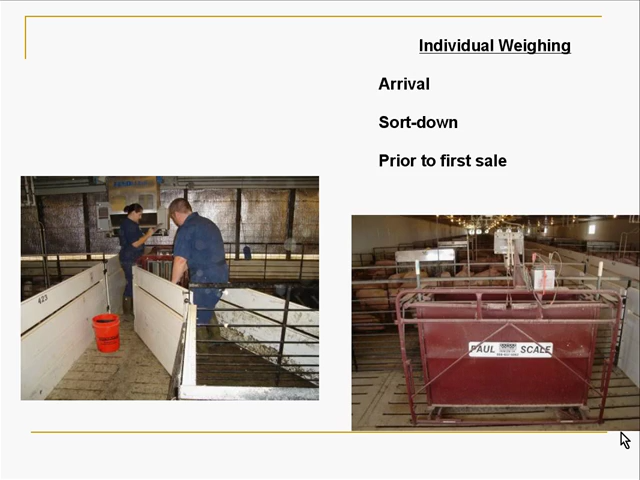 Individual Weighing
Arrival
Sort-down
Prior to first sale
423
PAUL SCALE